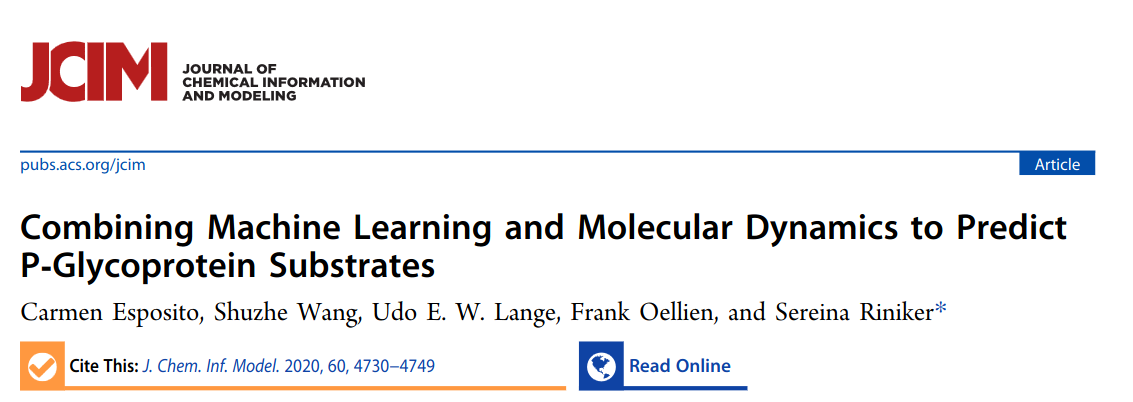 JCIM
JOURNAL OF
CHEMICAL INFORMATION
AND MODELING
pubs.acs.org/jcim
Article
Combining Machine Learning and Molecular Dynamics to Predict
P-Glycoprotein Substrates
Carmen Esposito, Shuzhe Wang, Udo E. W. Lange, Frank Oellien, and Sereina Riniker*
Cite This: J. Chem. Inf. Model. 2020, 60, 4730–4749
Read Online